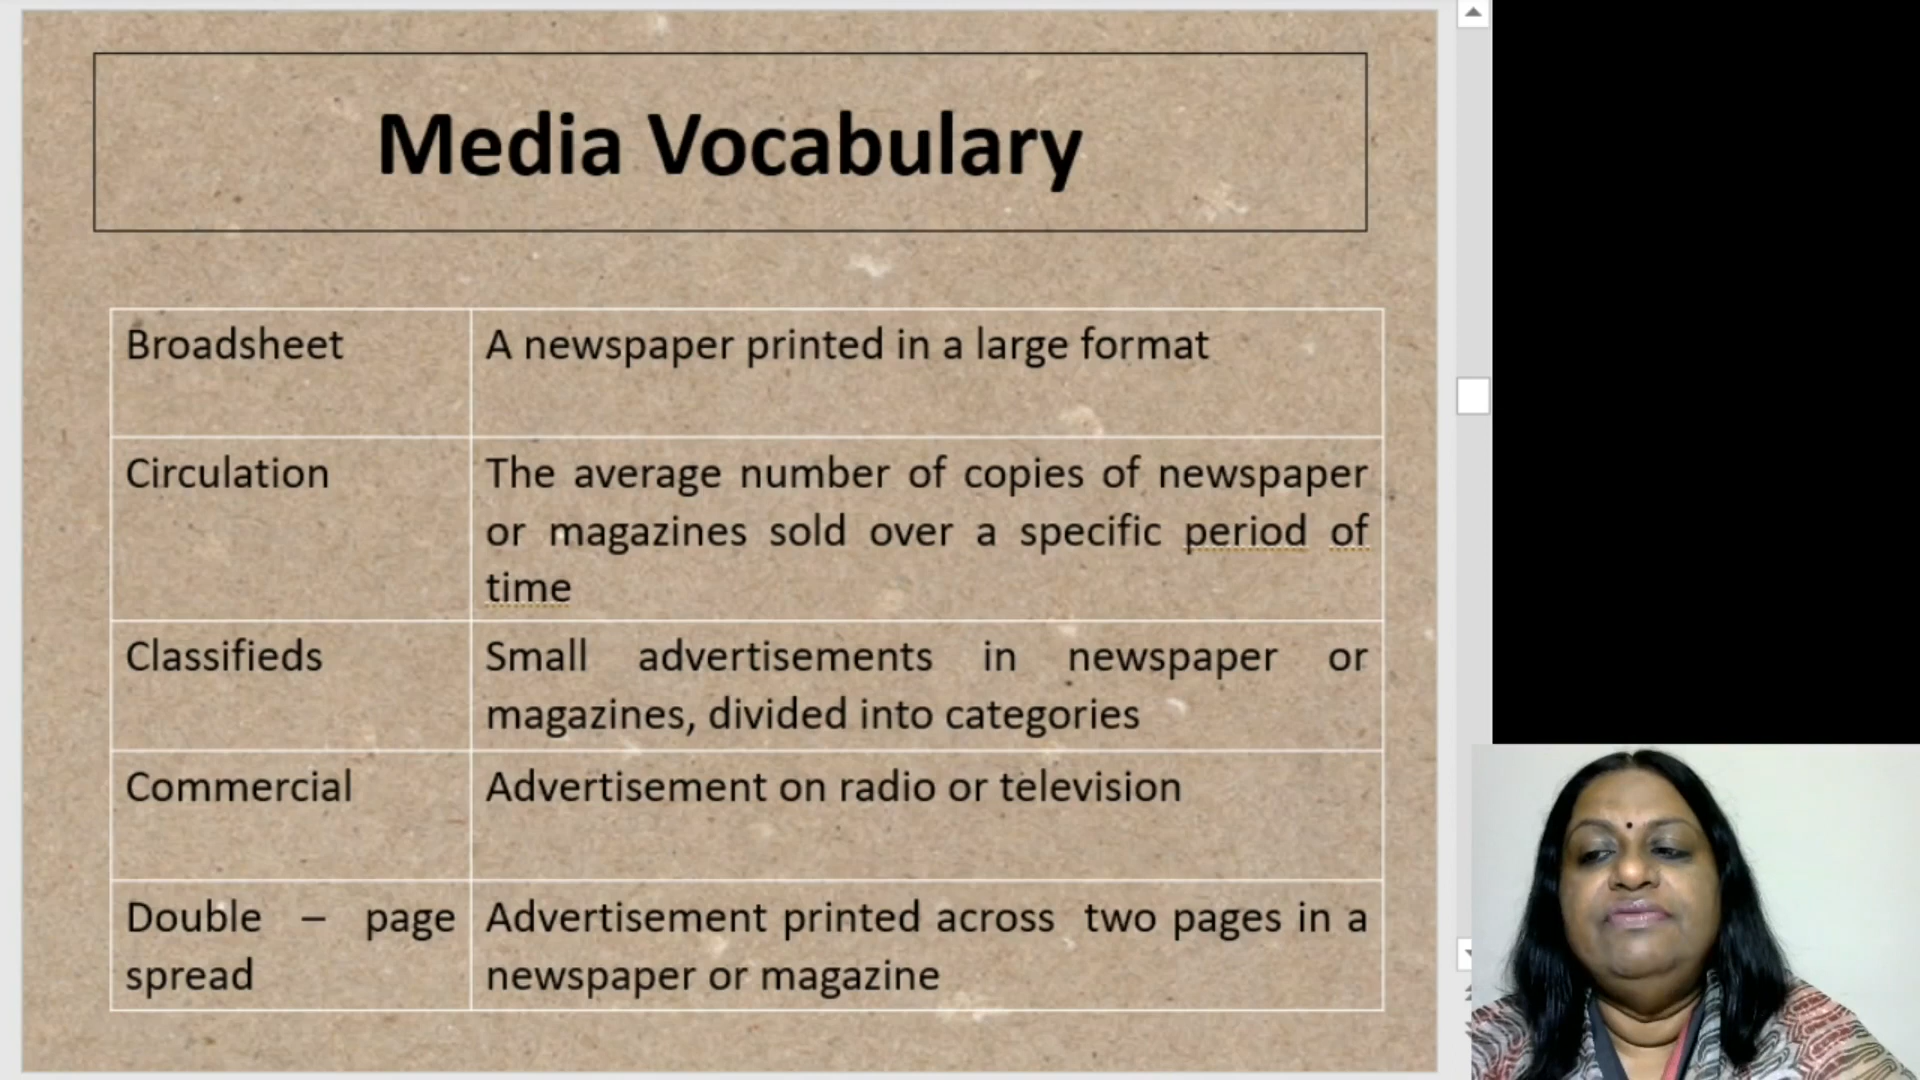 Media Vocabulary
Broadsheet
A newspaper printed in a large format
Circulation
The average number of copies of newspaper
or magazines sold over a specific period of
time
Classifieds
Small advertisements in newspaper or
magazines, divided into categories
Commercial
Advertisement on radio or television
Double – page
spread
Advertisement printed across two pages in a
newspaper or magazine